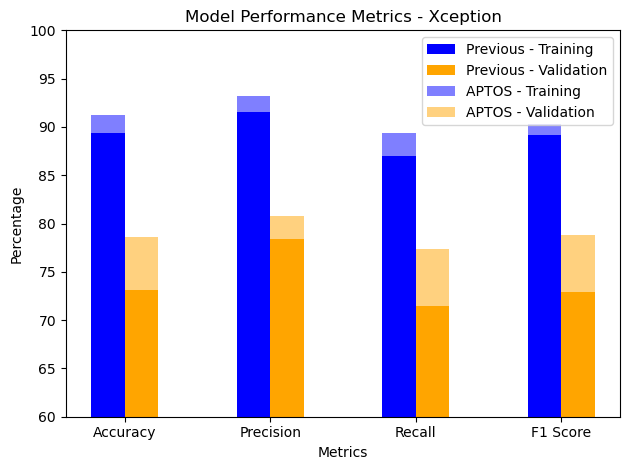 Model Performance Metrics - Xception
Previous - Training
Previous - Validation
APTOS - Training
APTOS - Validation
100
95
90
85
80
75
70
65
60
Percentage
Accuracy
Precision
Recall
F1 Score
Metrics